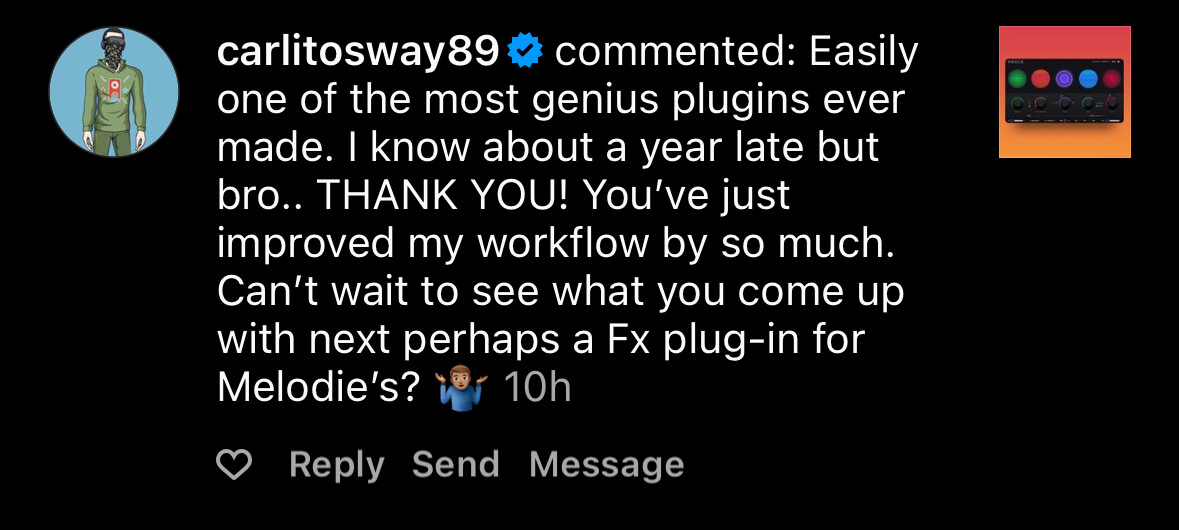 carlitosway89 commented: Easily
one of the most genius plugins ever
made. I know about a year late but
bro.. THANK YOU! You’ve just
improved my workflow by so much.
Can’t wait to see what you come up
with next perhaps a Fx plug-in for
Melodie’s? 🤷🏽‍♂️ 10h
Reply Send Message
KNOCK